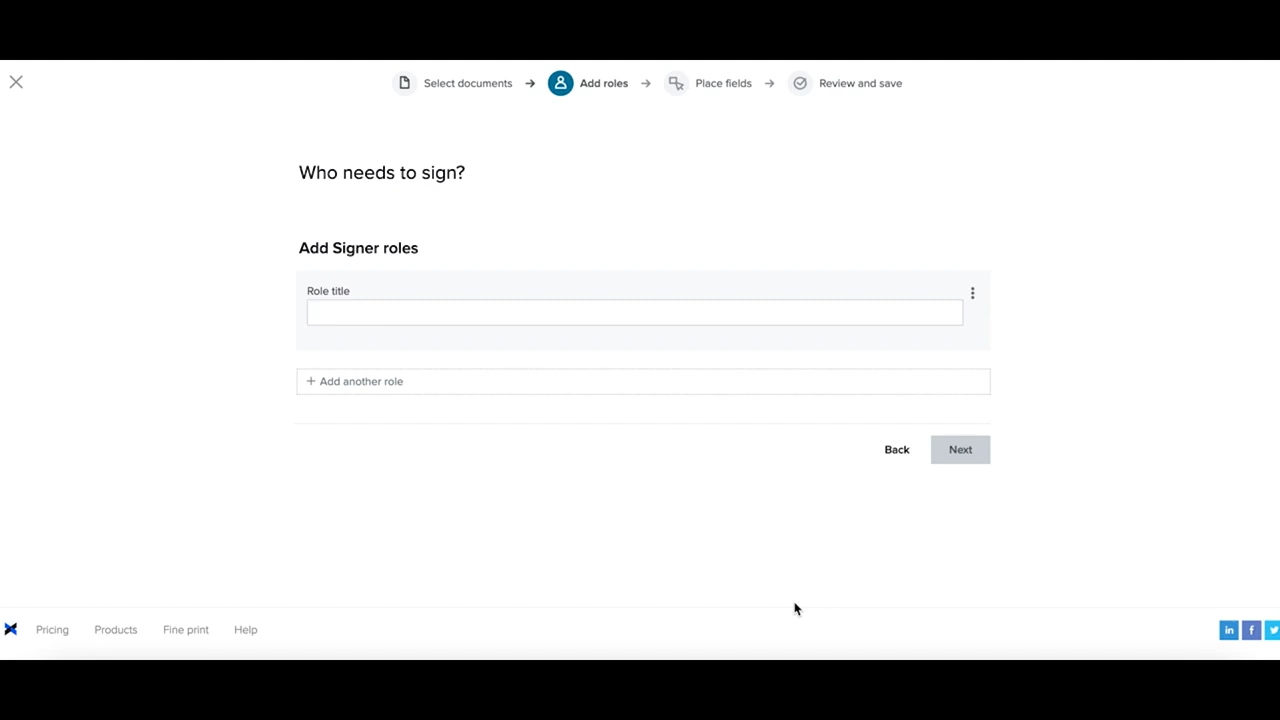 Select documents → Add roles → Place fields → Review and save
Who needs to sign?
Add Signer roles
Role title
+ Add another role
Back Next
Pricing Products Fine print Help in f